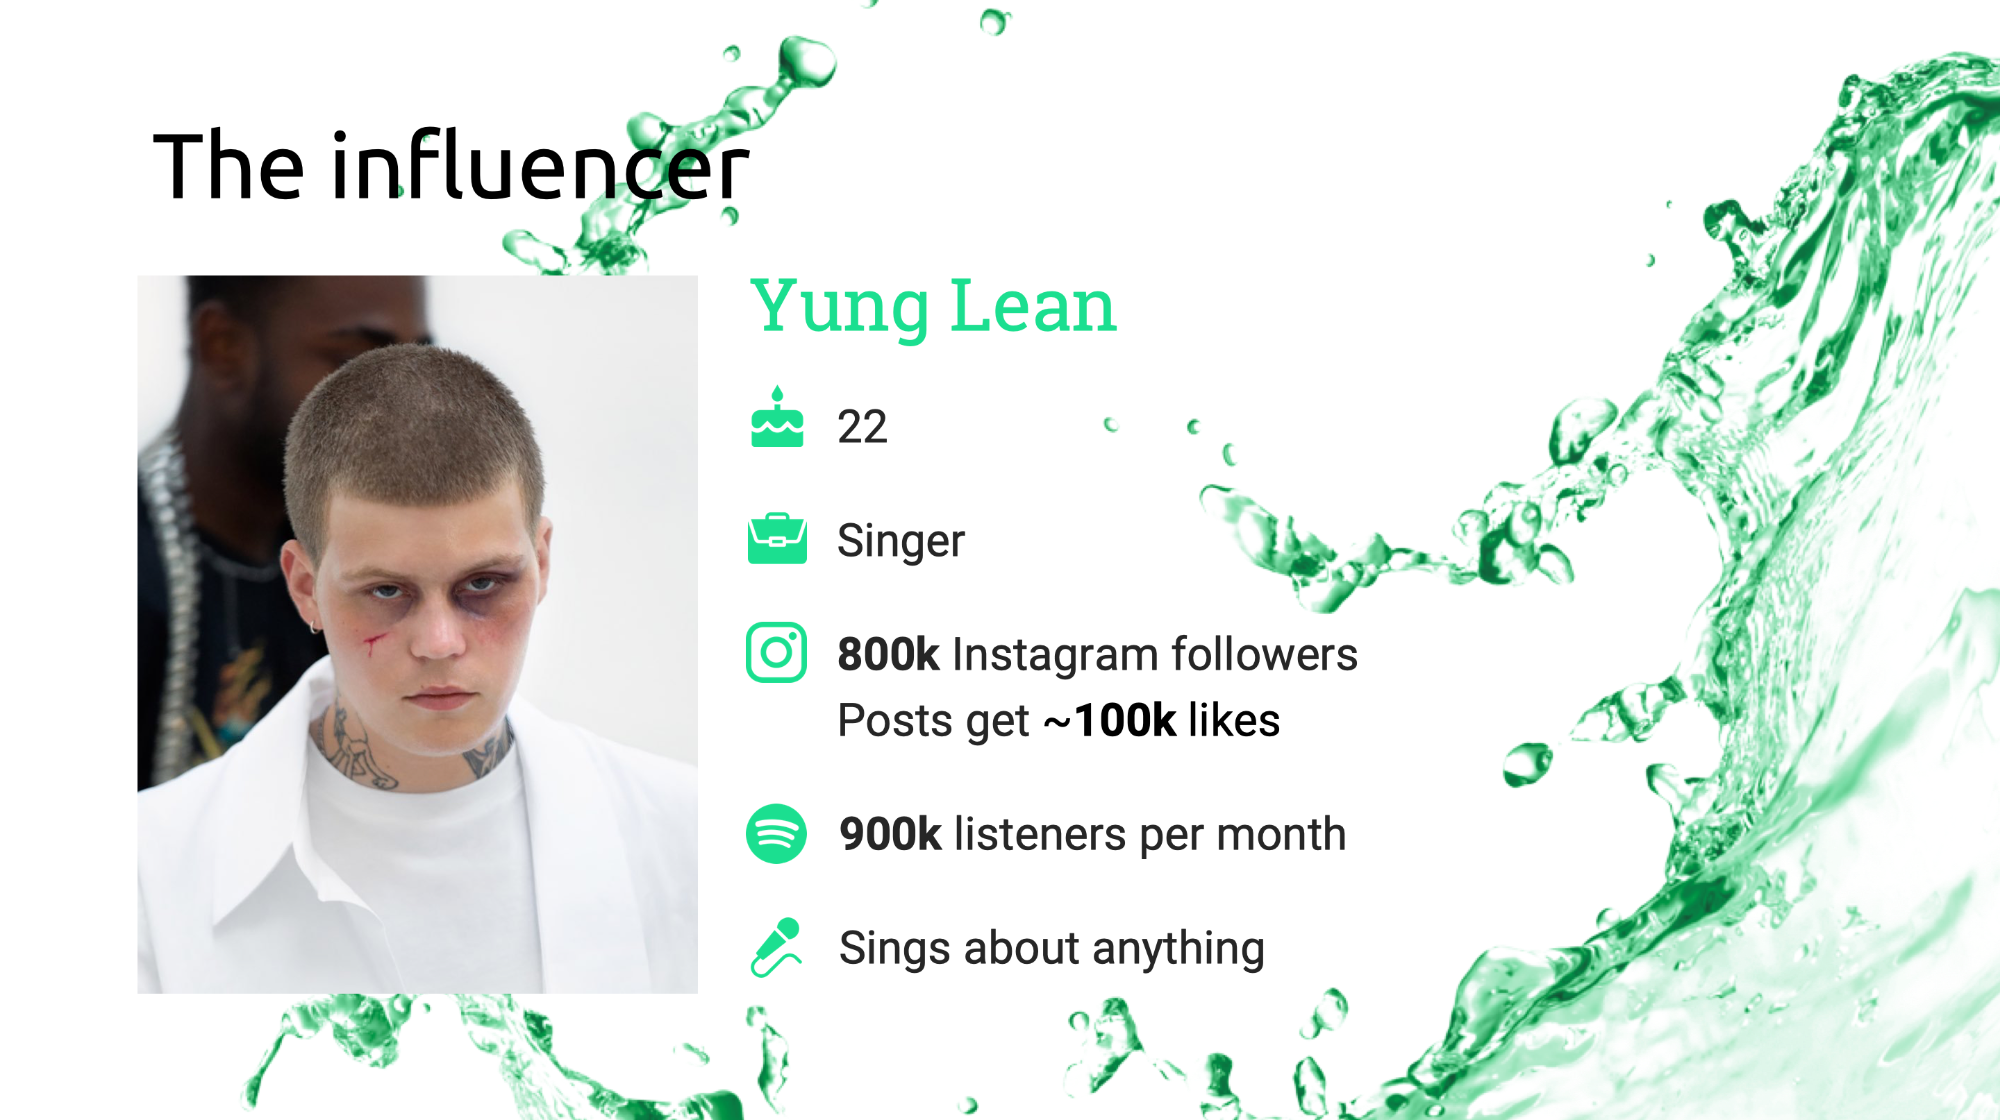 The influencer
Yung Lean
22
Singer
800k Instagram followers
Posts get ~100k likes
900k listeners per month
Sings about anything